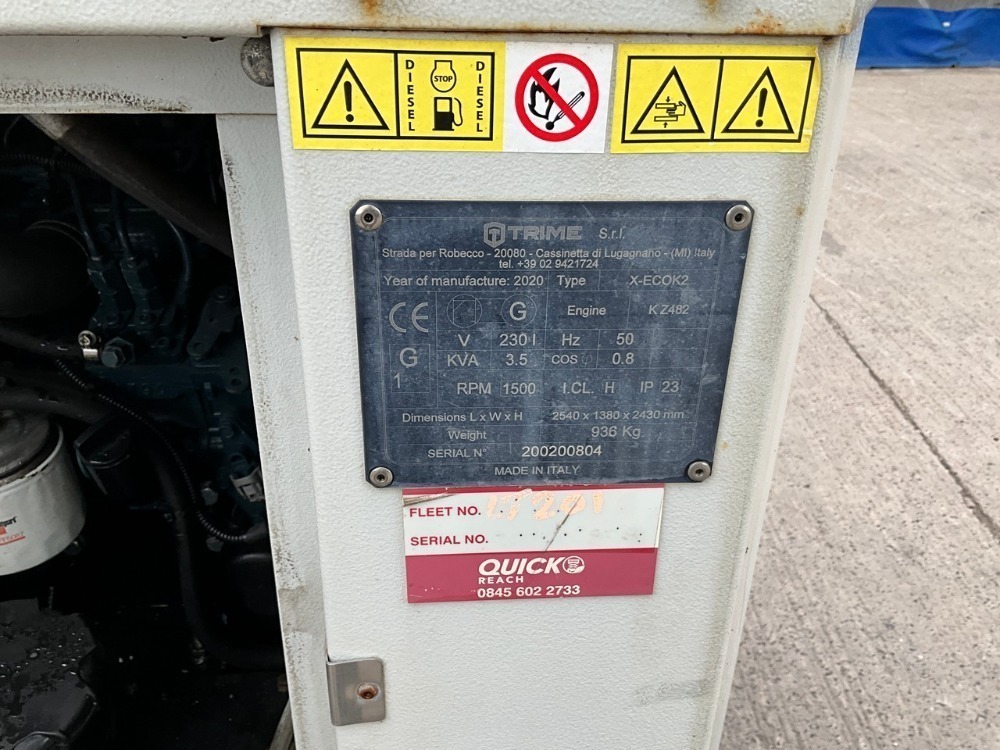 DIESEL STOP DIESEL
TRIME S.r.l.
Strada per Robecco - 20080 - Cassinetta di Lugagnano - (MI) Italy
tel. +39 02 9421724
Year of manufacture: 2020 Type X-ECOK2
CE G Engine K Z482
V 230 I Hz 50
G1 KVA 3.5 COS 0.8
RPM 1500 I.CL. H IP 23
Dimensions L x W x H 2540 x 1380 x 2430 mm
Weight 936 Kg
SERIAL N° 200200804
MADE IN ITALY
FLEET NO.
SERIAL NO.
QUICK
REACH
0845 602 2733